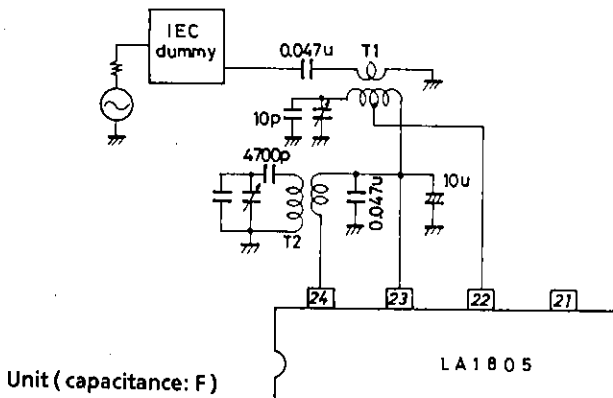 IEC
dummy
0.047u
T1
10p
4700p
0.047u
10u
T2
24
23
22
21
LA1805
Unit ( capacitance: F )